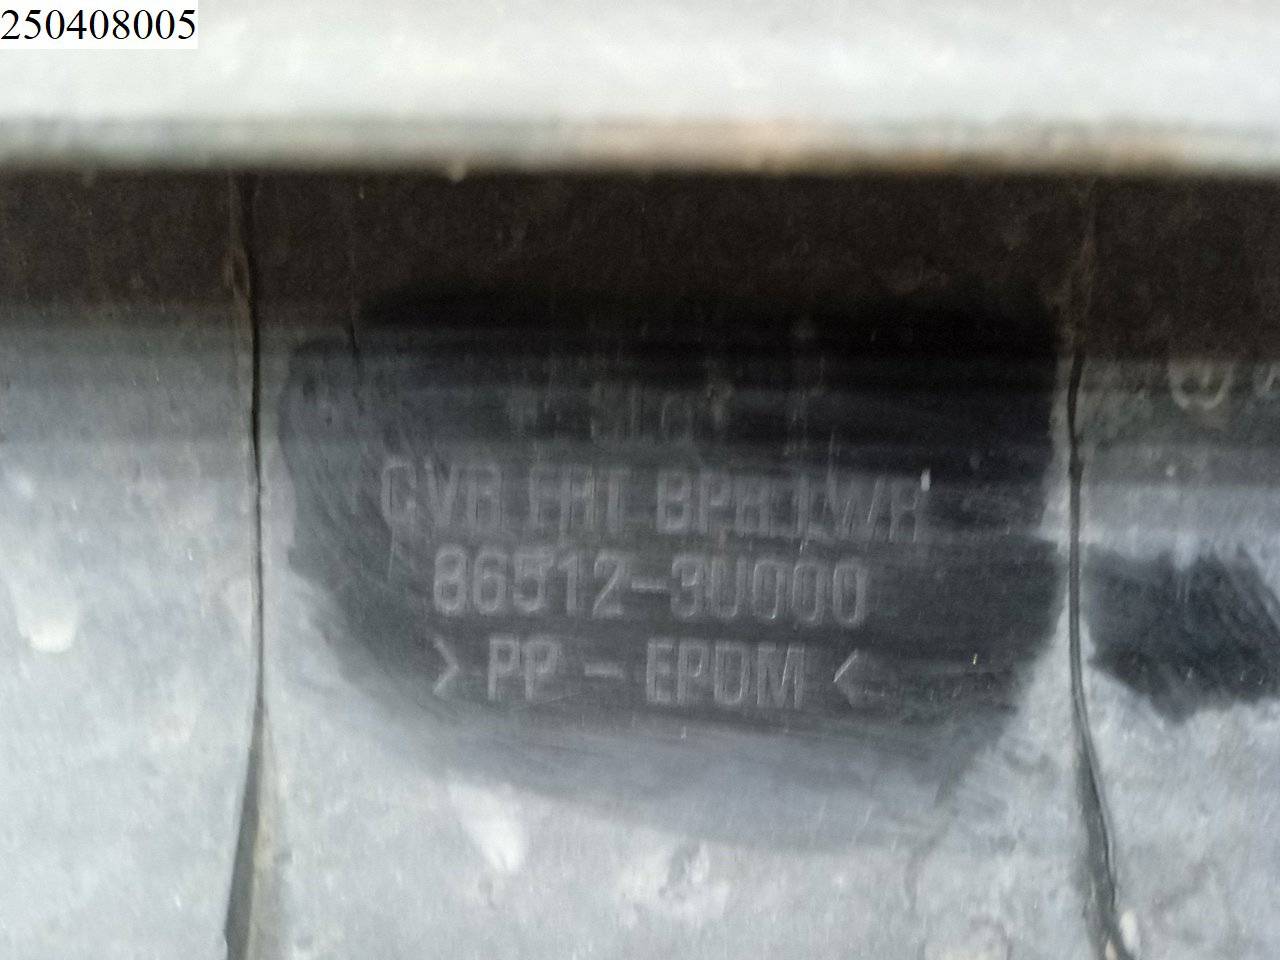 250408005
CVR FRT BPR LWR
86512-3U000
>PP-EPDM<